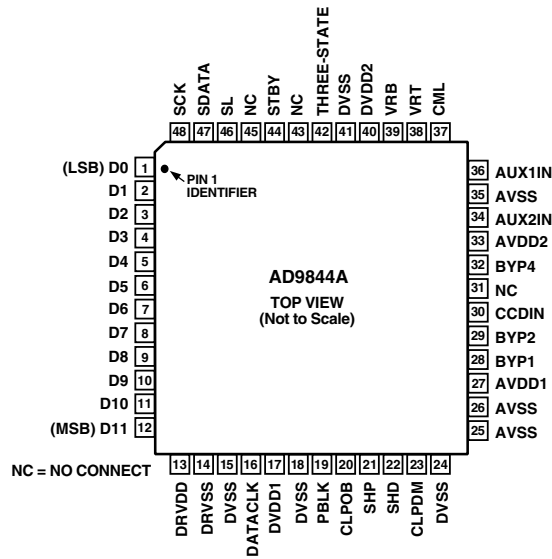 SCK SDATA SL NC STBY NC THREE-STATE DVSS DVDD2 VRB VRT CML
48 47 46 45 44 43 42 41 40 39 38 37
(LSB) D0 1
D1 2
D2 3
D3 4
D4 5
D5 6
D6 7
D7 8
D8 9
D9 10
D10 11
(MSB) D11 12
PIN 1
IDENTIFIER
AD9844A
TOP VIEW
(Not to Scale)
36 AUX1IN
35 AVSS
34 AUX2IN
33 AVDD2
32 BYP4
31 NC
30 CCDIN
29 BYP2
28 BYP1
27 AVDD1
26 AVSS
25 AVSS
NC = NO CONNECT
13 14 15 16 17 18 19 20 21 22 23 24
DRVDD DRVSS DVSS DATACLK DVDD1 DVSS PBLK CLPOB SHP SHD CLPDM DVSS